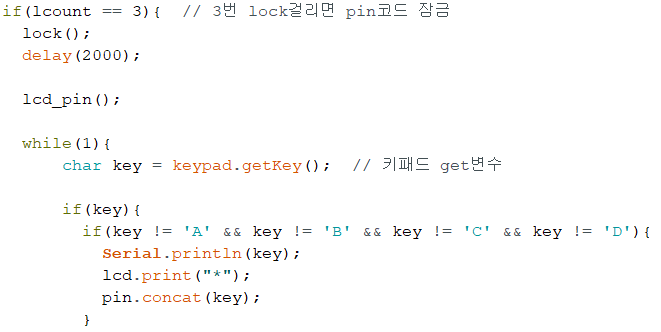 if(lcount == 3){  // 3번 lock걸리면 pin코드 잠금
  lock();
  delay(2000);

  lcd_pin();

  while(1){
      char key = keypad.getKey();  // 키패드 get변수

      if(key){
        if(key != 'A' && key != 'B' && key != 'C' && key != 'D'){
          Serial.println(key);
          lcd.print("*");
          pin.concat(key);
        }